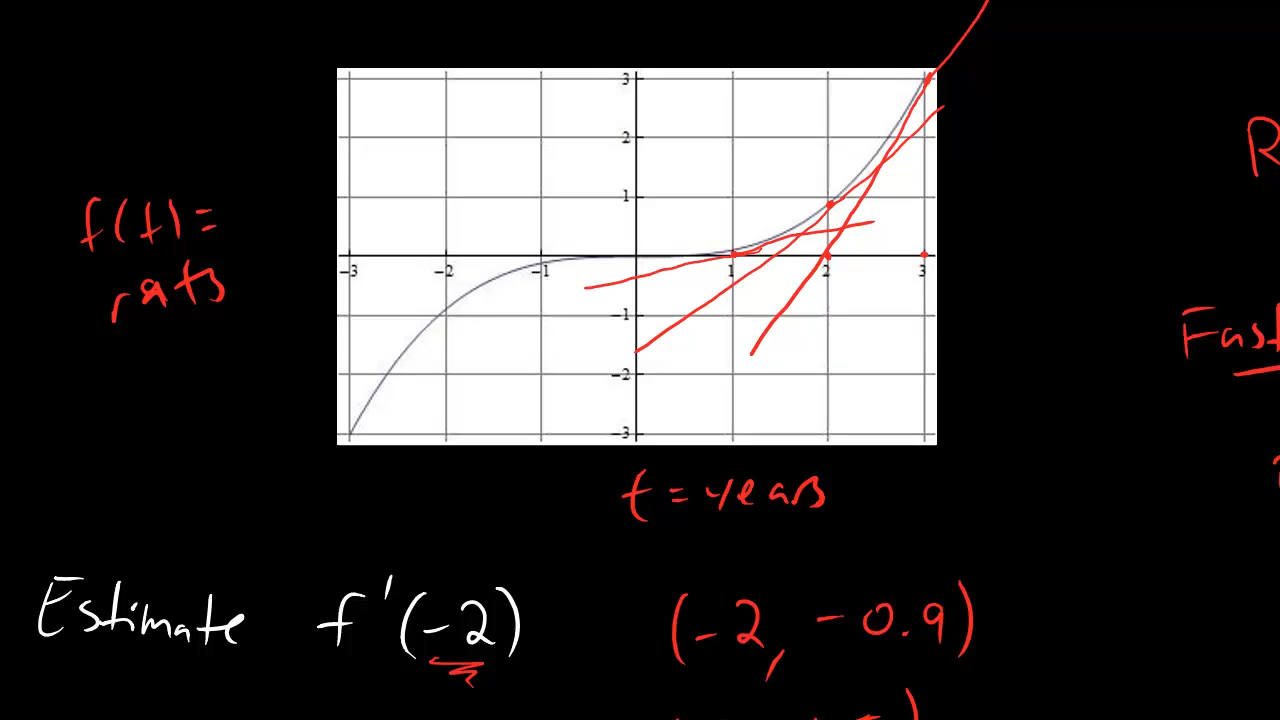 3
2
1
-3 -2 -1 1 2 3
-1
-2
-3
f(t) =
rats
t = years
R
Fast
Estimate f'(-2) (-2, -0.9)